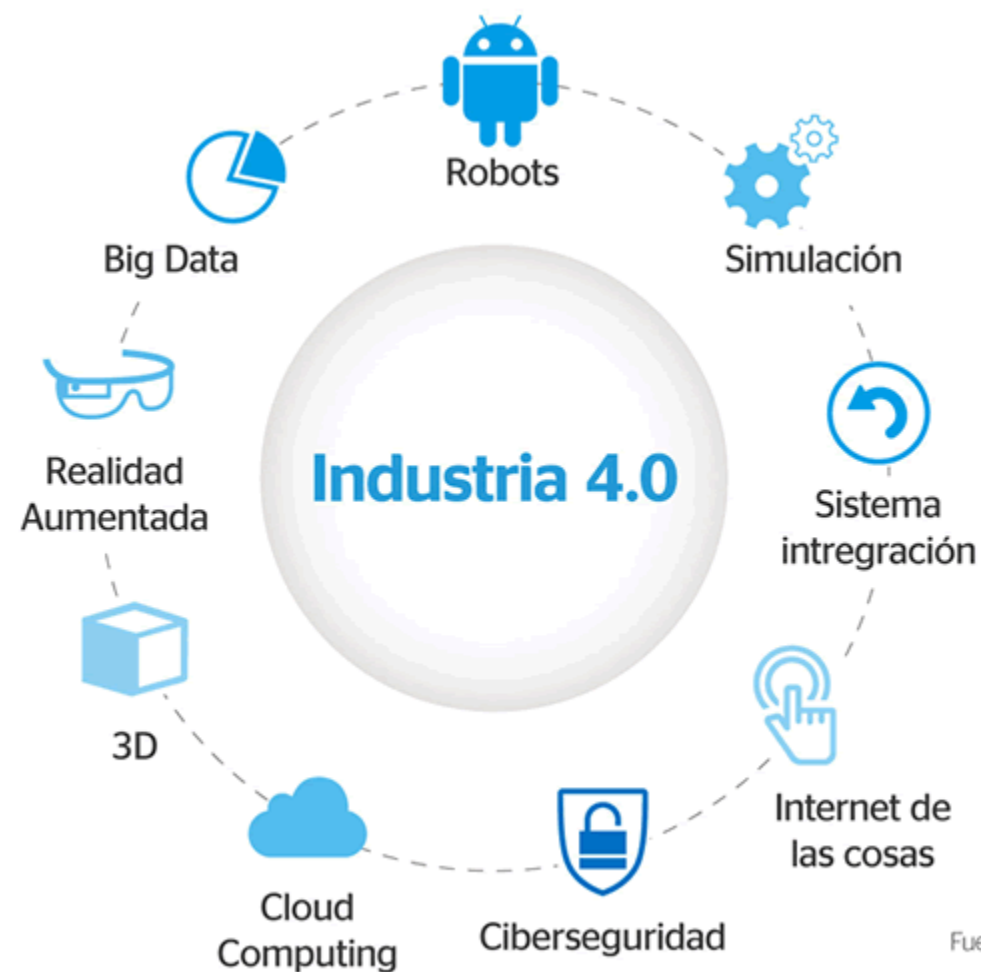 Robots
Simulación
Sistema
intregración
Internet de
las cosas
Ciberseguridad
Cloud
Computing
3D
Realidad
Aumentada
Big Data
Industria 4.0
Fue